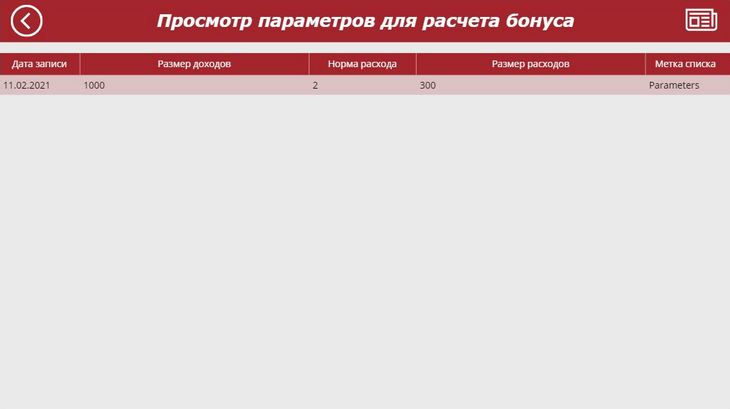 Просмотр параметров для расчета бонуса
Дата записи Размер доходов Норма расхода Размер расходов Метка списка
11.02.2021 1000 2 300 Parameters